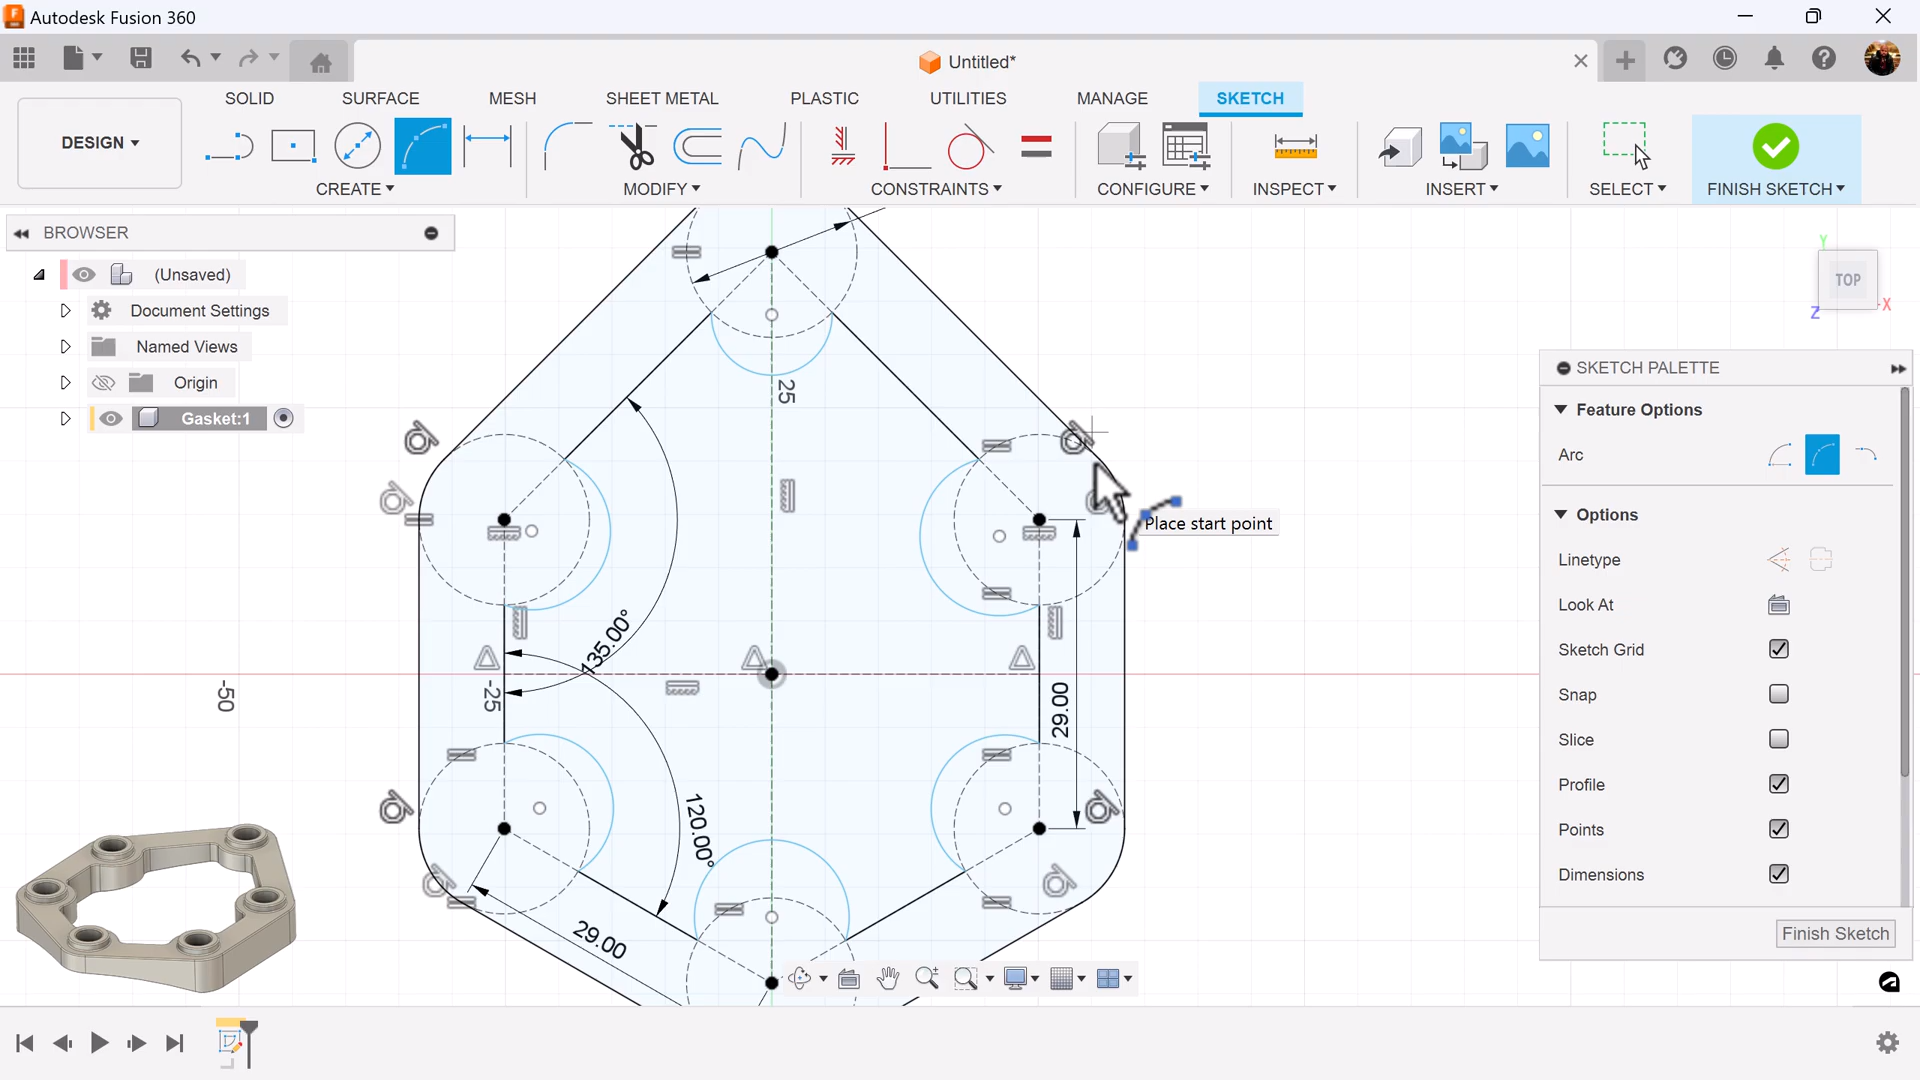 Autodesk Fusion 360
Untitled*
SOLID SURFACE MESH SHEET METAL PLASTIC UTILITIES MANAGE SKETCH
DESIGN ▾
CREATE ▾ MODIFY ▾ CONSTRAINTS ▾ CONFIGURE ▾ INSPECT ▾ INSERT ▾ SELECT ▾ FINISH SKETCH ▾
BROWSER
(Unsaved)
Document Settings
Named Views
Origin
Gasket:1
Y
TOP
X
Z
25
Place start point
135.00°
-50
-25
29.00
120.00°
29.00
SKETCH PALETTE
Feature Options
Arc
Options
Linetype
Look At
Sketch Grid
Snap
Slice
Profile
Points
Dimensions
Finish Sketch